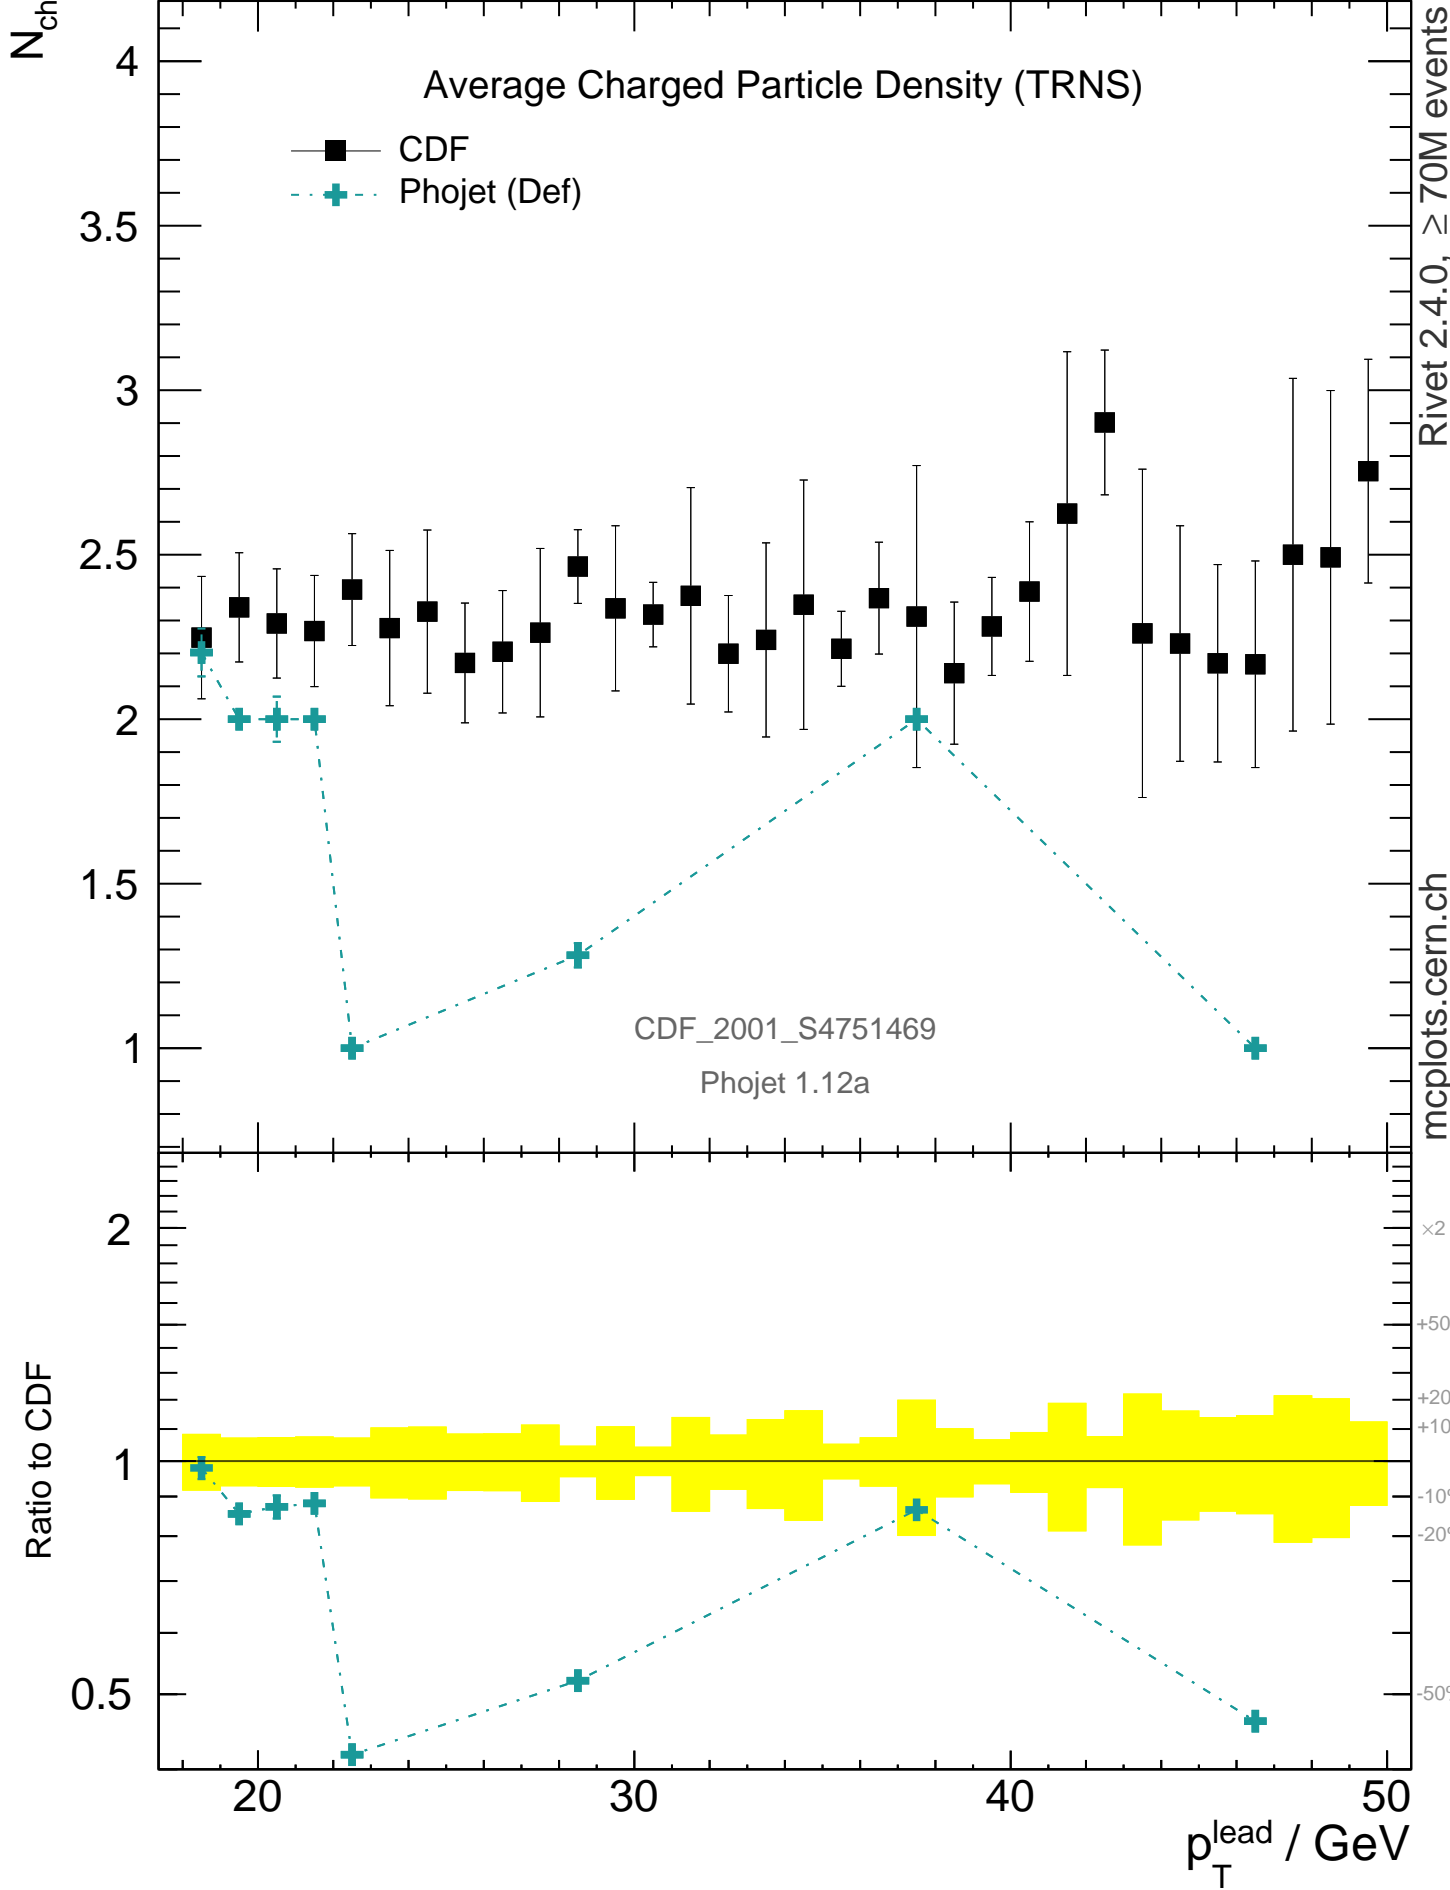 N_ch
Average Charged Particle Density (TRNS)
CDF
Phojet (Def)
4
3.5
3
2.5
2
1.5
1
CDF_2001_S4751469
Phojet 1.12a
Rivet 2.4.0, ≥ 70M events
mcplots.cern.ch
Ratio to CDF
2
1
0.5
×2
+50
+20
+10
-10%
-20%
-50%
20
30
40
50
p_T^lead / GeV